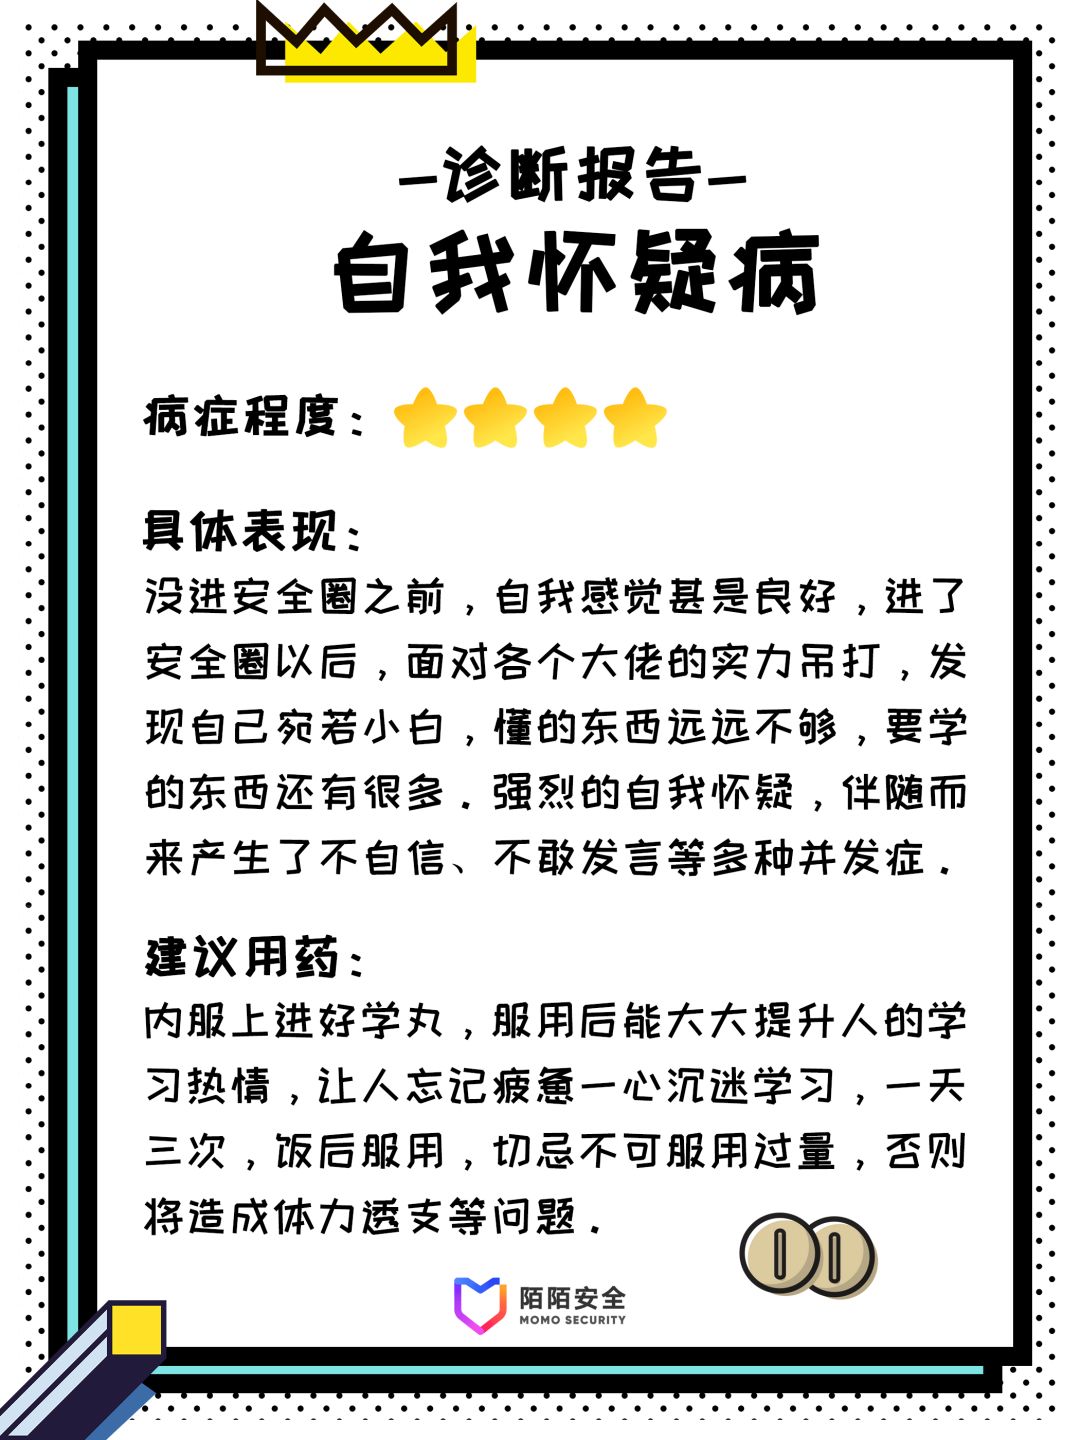 —诊断报告—
自我怀疑病
病症程度：
具体表现：
没进安全圈之前，自我感觉甚是良好，进了
安全圈以后，面对各个大佬的实力吊打，发
现自己宛若小白，懂的东西远远不够，要学
的东西还有很多．强烈的自我怀疑，伴随而
来产生了不自信、不敢发言等多种并发症．
建议用药：
内服上进好学丸，服用后能大大提升人的学
习热情，让人忘记疲惫一心沉迷学习，一天
三次，饭后服用，切忌不可服用过量，否则
将造成体力透支等问题．
陌陌安全
MOMO SECURITY